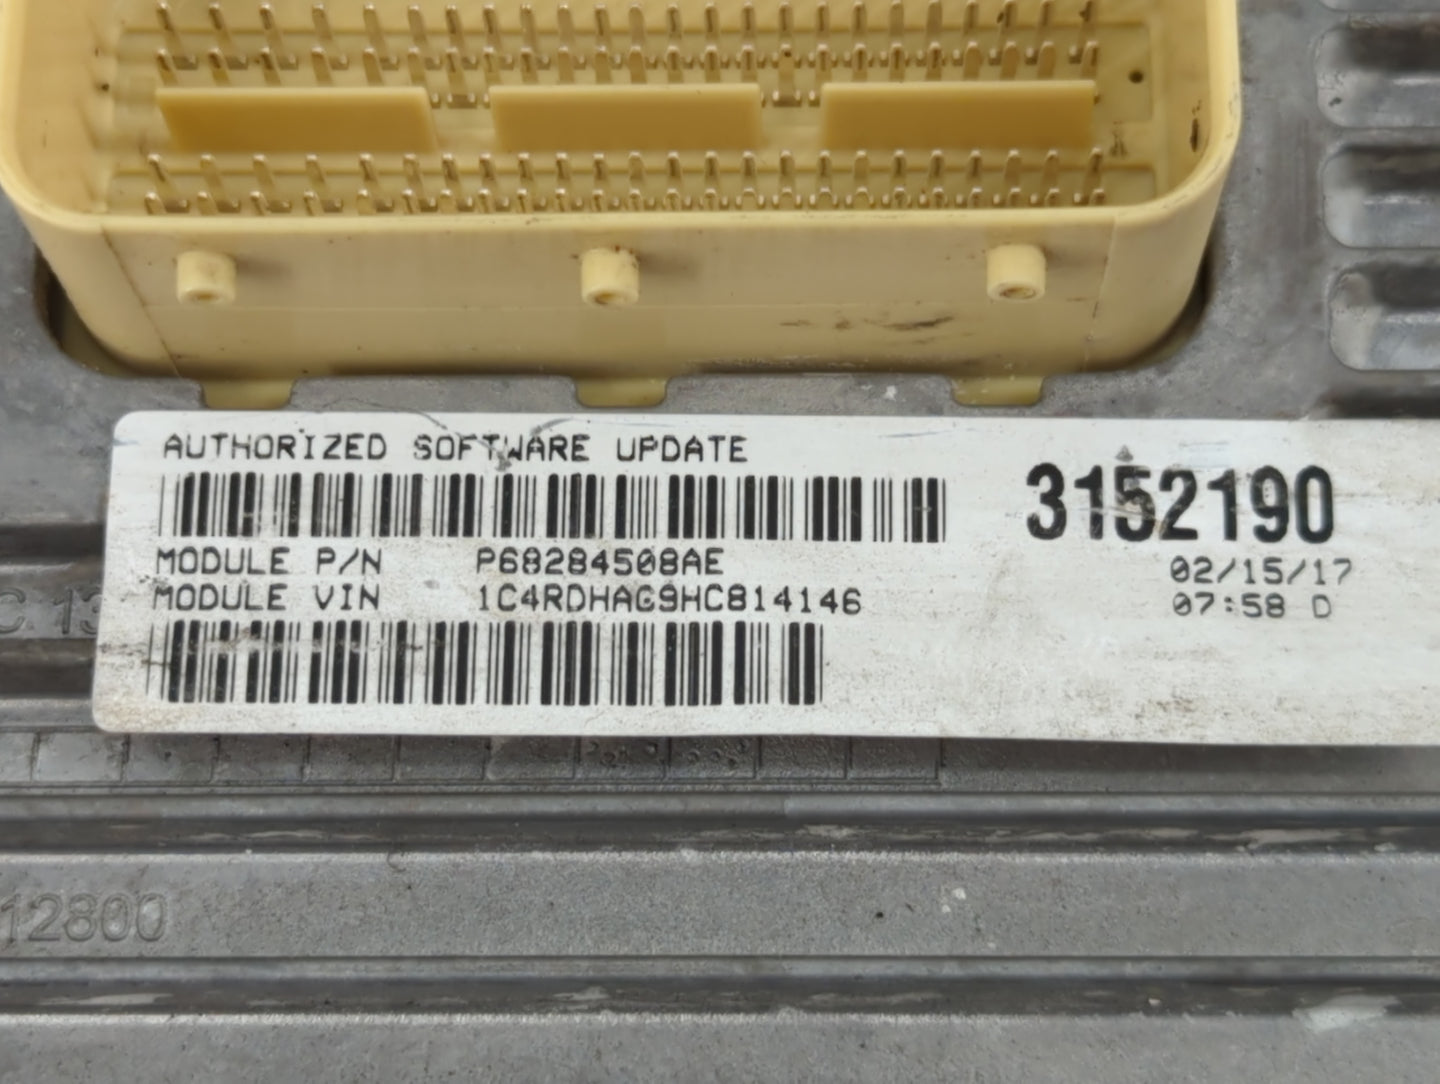 AUTHORIZED SOFTWARE UPDATE
3152190
MODULE P/N P68284508AE
02/15/17
MODULE VIN 1C4RDHAG9HC814146
07:58 D
12800